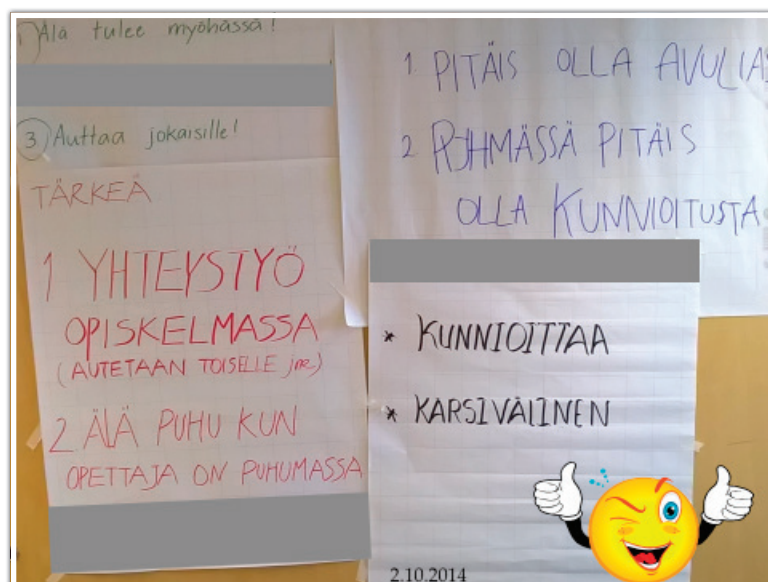 1) Älä tulee myöhässä!
3) Auttaa jokaisille!
TÄRKEÄ
1 YHTEYSTYÖ
OPISKELMASSA
(AUTETAAN TOISELLE jne.)
2 ÄLÄ PUHU KUN
OPETTAJA ON PUHUMASSA
1 PITÄIS OLLA AVULIAS
2 RYHMÄSSÄ PITÄIS
OLLA KUNNIOITUSTA
* KUNNIOITTAA
* KARSIVÄLINEN
2.10.2014